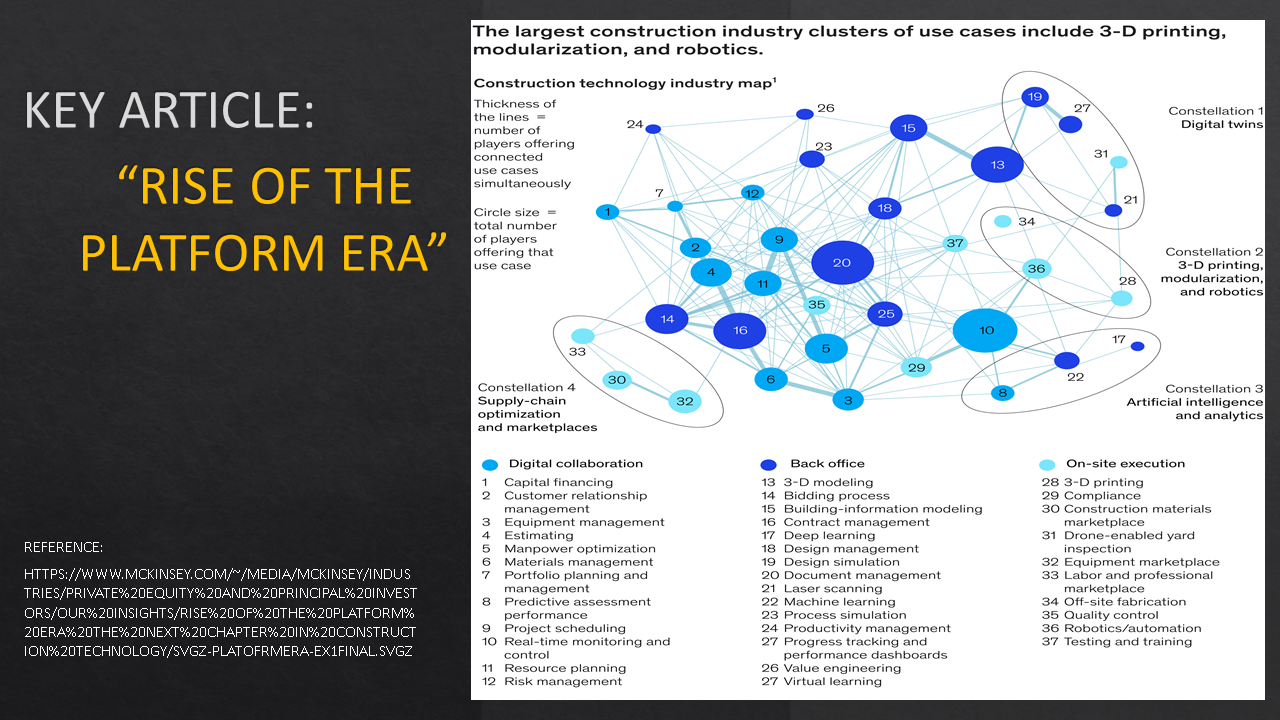 KEY ARTICLE:
“RISE OF THE
PLATFORM ERA”
REFERENCE:
HTTPS://WWW.MCKINSEY.COM/~/MEDIA/MCKINSEY/INDUS
TRIES/PRIVATE%20EQUITY%20AND%20PRINCIPAL%20INVEST
ORS/OUR%20INSIGHTS/RISE%20OF%20THE%20PLATFORM%
20ERA%20THE%20NEXT%20CHAPTER%20IN%20CONSTRUCT
ION%20TECHNOLOGY/SVGZ-PLATOFRMERA-EX1FINAL.SVGZ
The largest construction industry clusters of use cases include 3-D printing,
modularization, and robotics.
Construction technology industry map¹
Thickness of
the lines =
number of
players offering
connected
use cases
simultaneously
Circle size =
total number
of players
offering that
use case
24
26
23
15
19
27
13
31
21
Constellation 1
Digital twins
7
12
1
18
2
9
37
34
4
11
20
36
28
Constellation 2
3-D printing,
modularization,
and robotics
35
14
16
25
10
5
17
22
33
30
32
6
3
29
8
Constellation 4
Supply-chain
optimization
and marketplaces
Constellation 3
Artificial intelligence
and analytics
Digital collaboration
1 Capital financing
2 Customer relationship
management
3 Equipment management
4 Estimating
5 Manpower optimization
6 Materials management
7 Portfolio planning and
management
8 Predictive assessment
performance
9 Project scheduling
10 Real-time monitoring and
control
11 Resource planning
12 Risk management
Back office
13 3-D modeling
14 Bidding process
15 Building-information modeling
16 Contract management
17 Deep learning
18 Design management
19 Design simulation
20 Document management
21 Laser scanning
22 Machine learning
23 Process simulation
24 Productivity management
27 Progress tracking and
performance dashboards
26 Value engineering
27 Virtual learning
On-site execution
28 3-D printing
29 Compliance
30 Construction materials
marketplace
31 Drone-enabled yard
inspection
32 Equipment marketplace
33 Labor and professional
marketplace
34 Off-site fabrication
35 Quality control
36 Robotics/automation
37 Testing and training